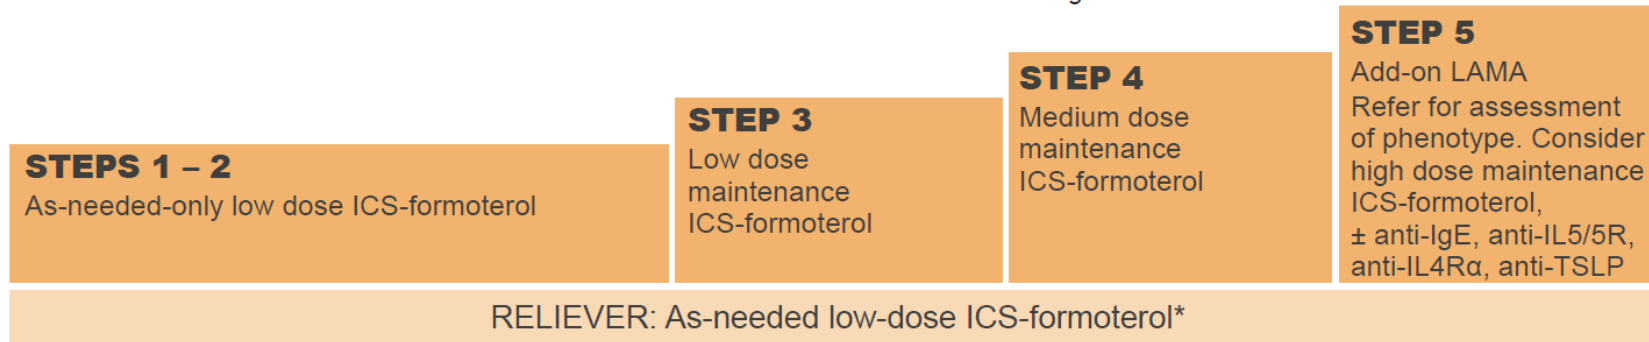 STEPS 1 – 2
As-needed-only low dose ICS-formoterol
STEP 3
Low dose
maintenance
ICS-formoterol
STEP 4
Medium dose
maintenance
ICS-formoterol
STEP 5
Add-on LAMA
Refer for assessment
of phenotype. Consider
high dose maintenance
ICS-formoterol,
± anti-IgE, anti-IL5/5R,
anti-IL4Rα, anti-TSLP
RELIEVER: As-needed low-dose ICS-formoterol*